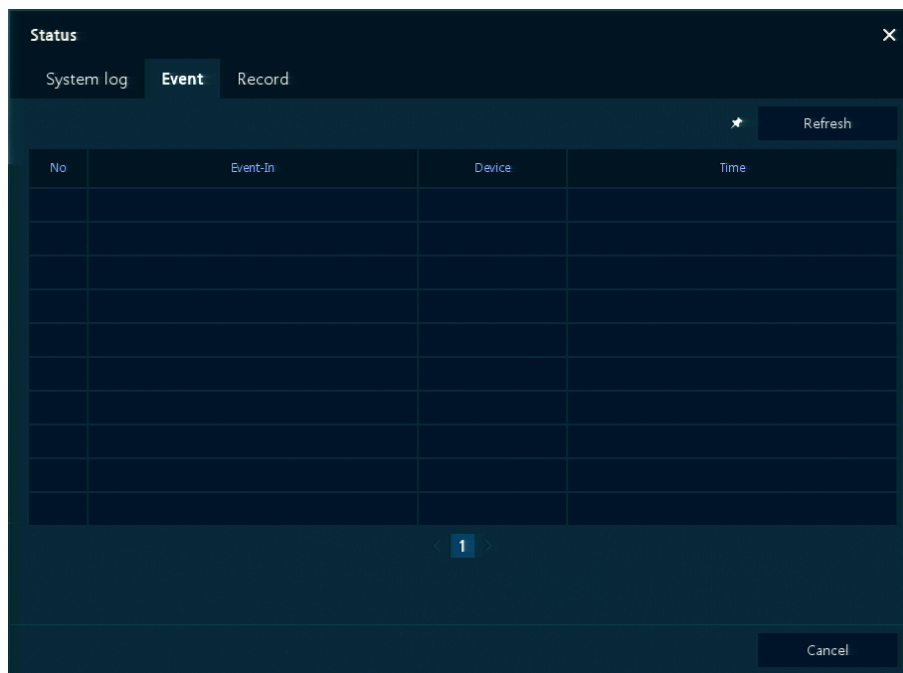 Status
System log Event Record
Refresh
No Event-In Device Time
1
Cancel